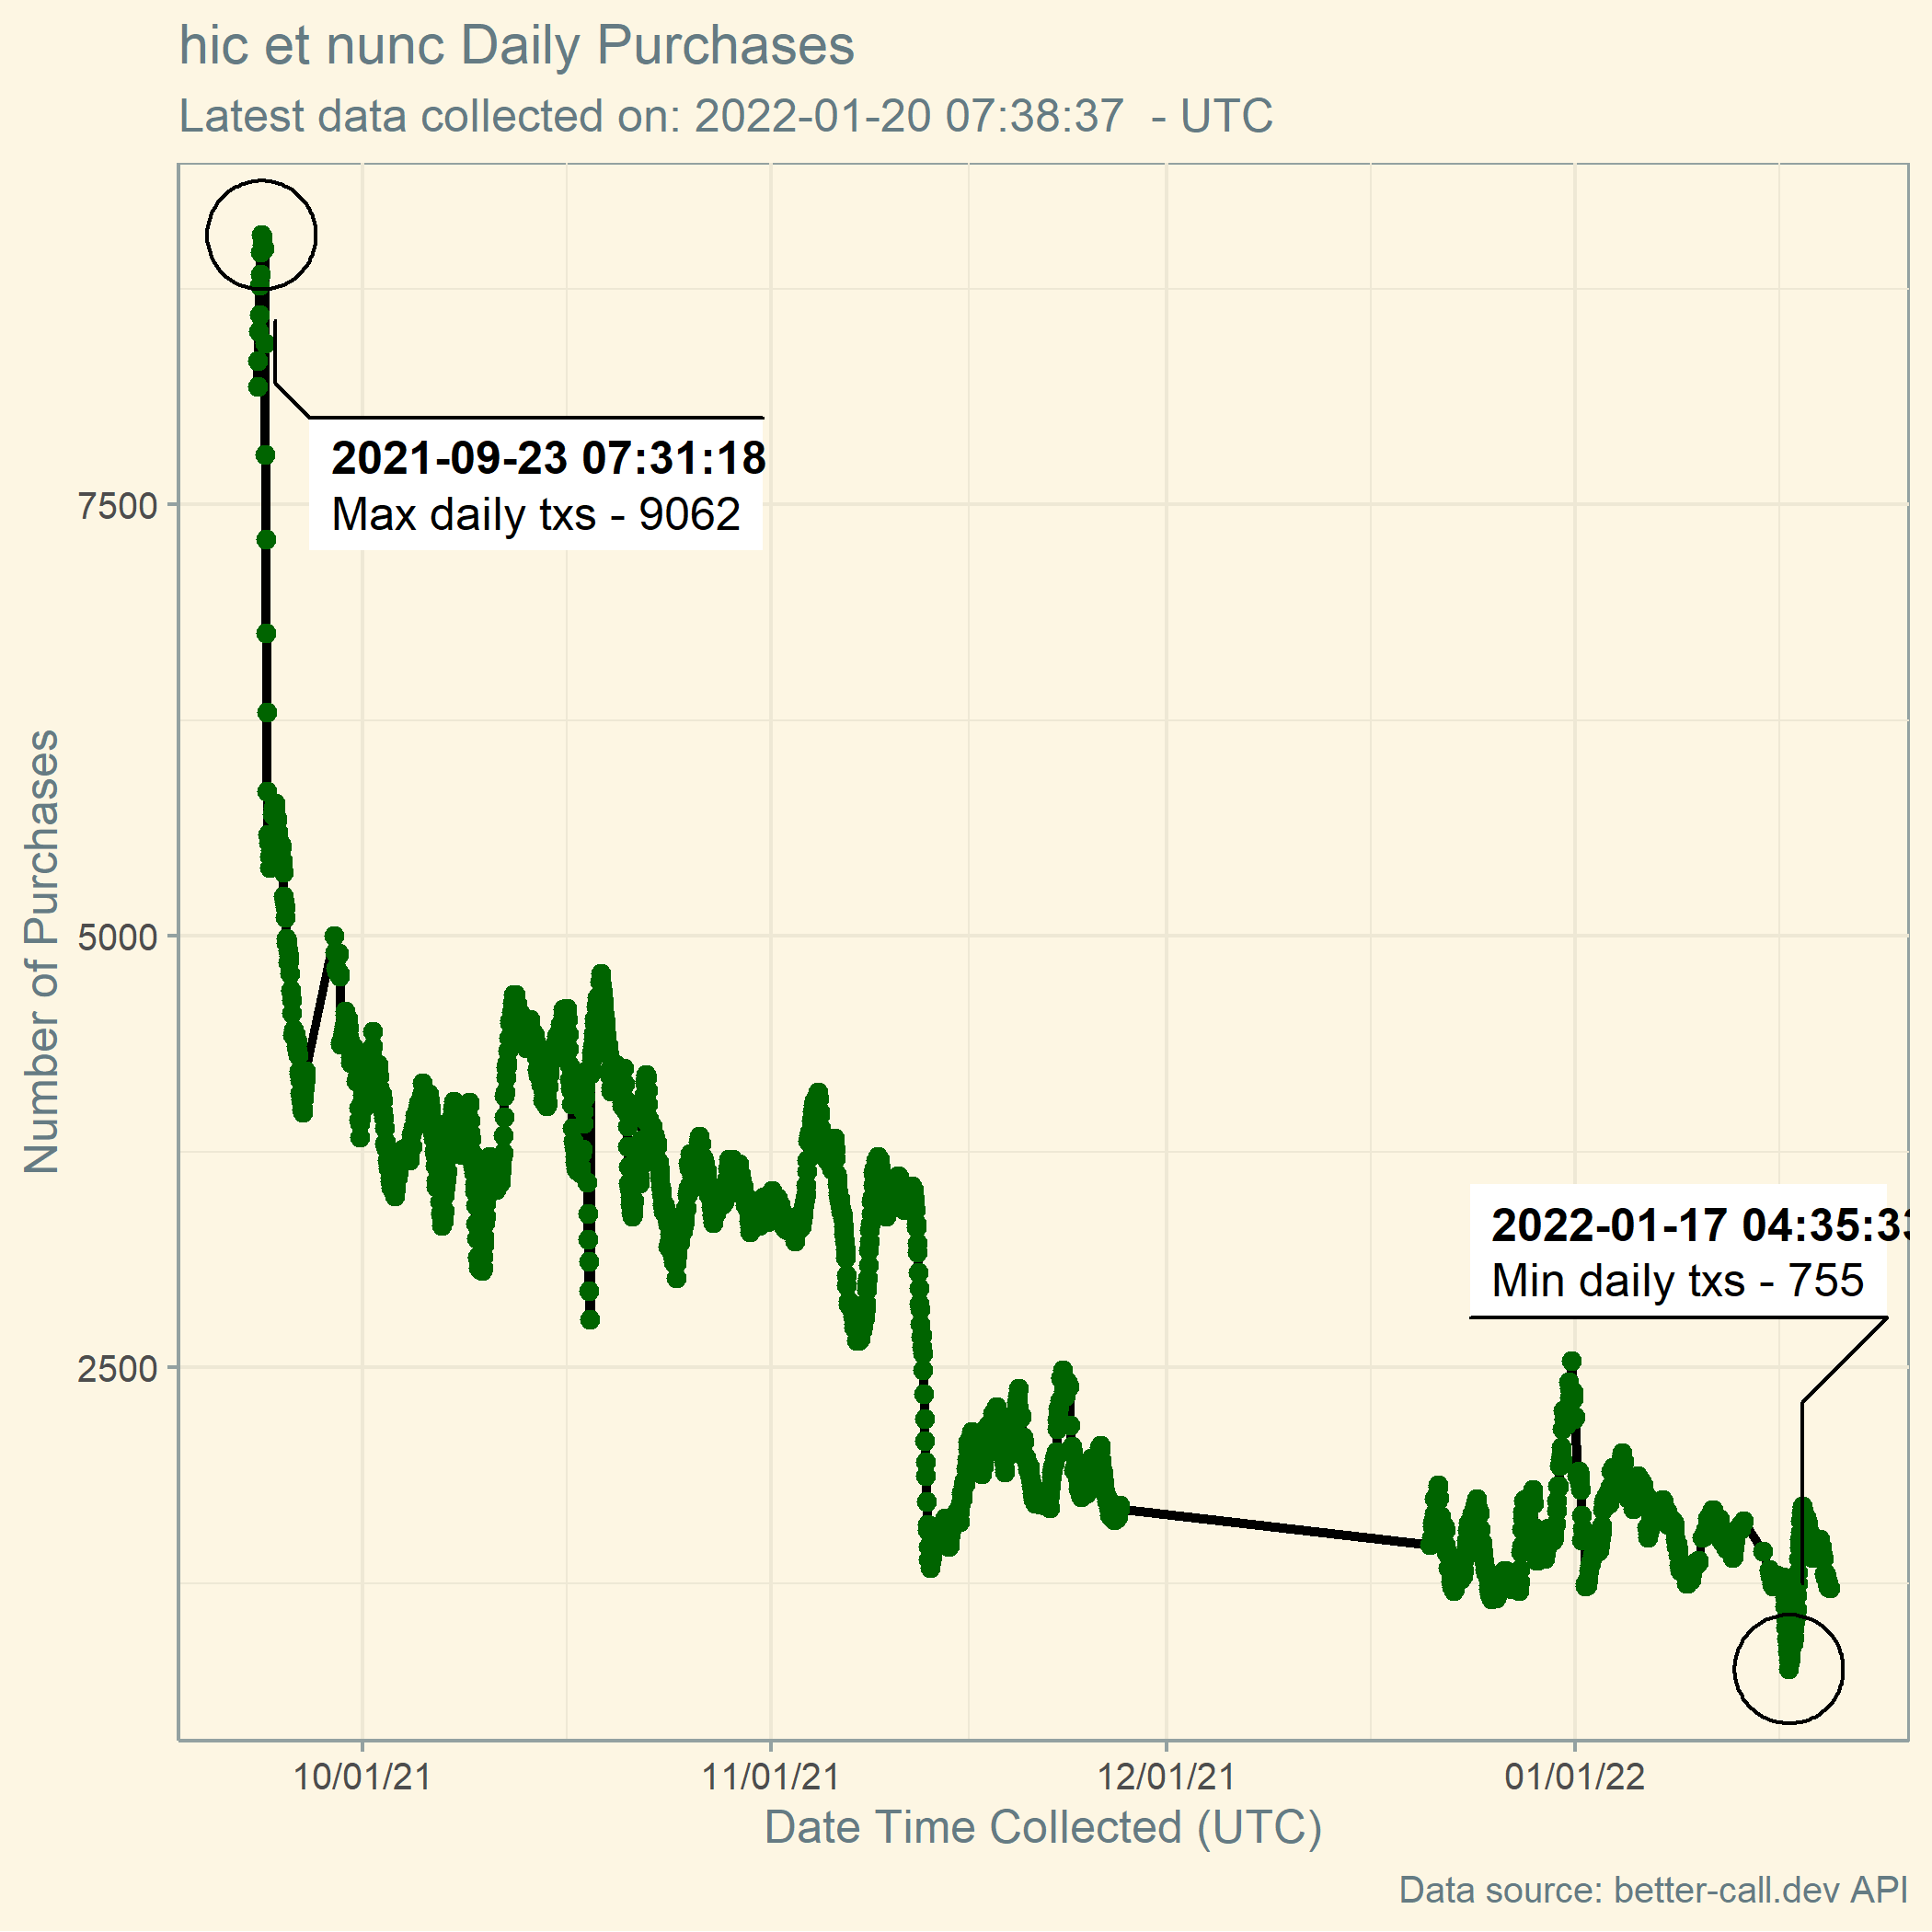 hic et nunc Daily Purchases
Latest data collected on: 2022-01-20 07:38:37 - UTC
Number of Purchases
7500
5000
2500
2021-09-23 07:31:18
Max daily txs - 9062
2022-01-17 04:35:33
Min daily txs - 755
10/01/21
11/01/21
12/01/21
01/01/22
Date Time Collected (UTC)
Data source: better-call.dev API